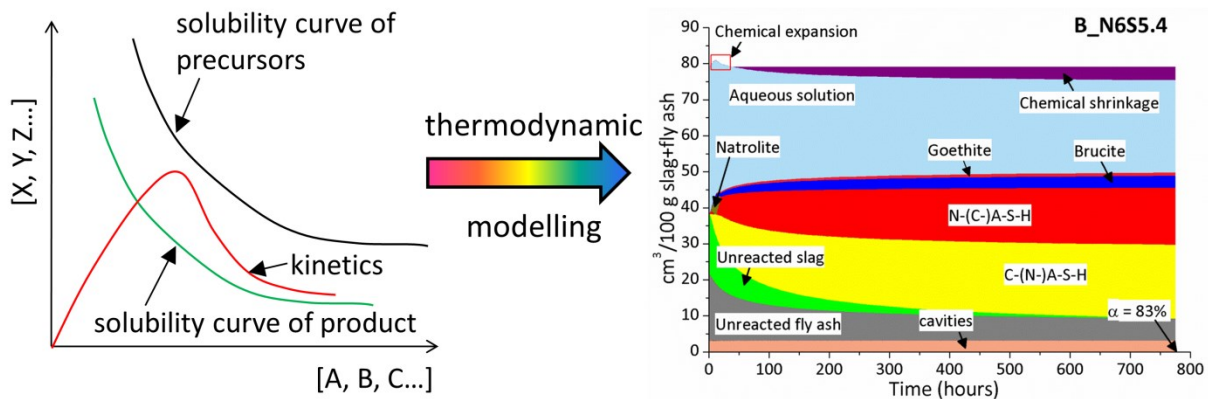 solubility curve of
precursors
[X, Y, Z...]
kinetics
solubility curve of product
[A, B, C...]
thermodynamic
modelling
B_N6S5.4
Chemical expansion
Aqueous solution
Chemical shrinkage
Natrolite
Goethite
Brucite
N-(C-)A-S-H
Unreacted slag
C-(N-)A-S-H
α = 83%
Unreacted fly ash
cavities
cm³/100 g slag+fly ash
90
80
70
60
50
40
30
20
10
0
0 100 200 300 400 500 600 700 800
Time (hours)